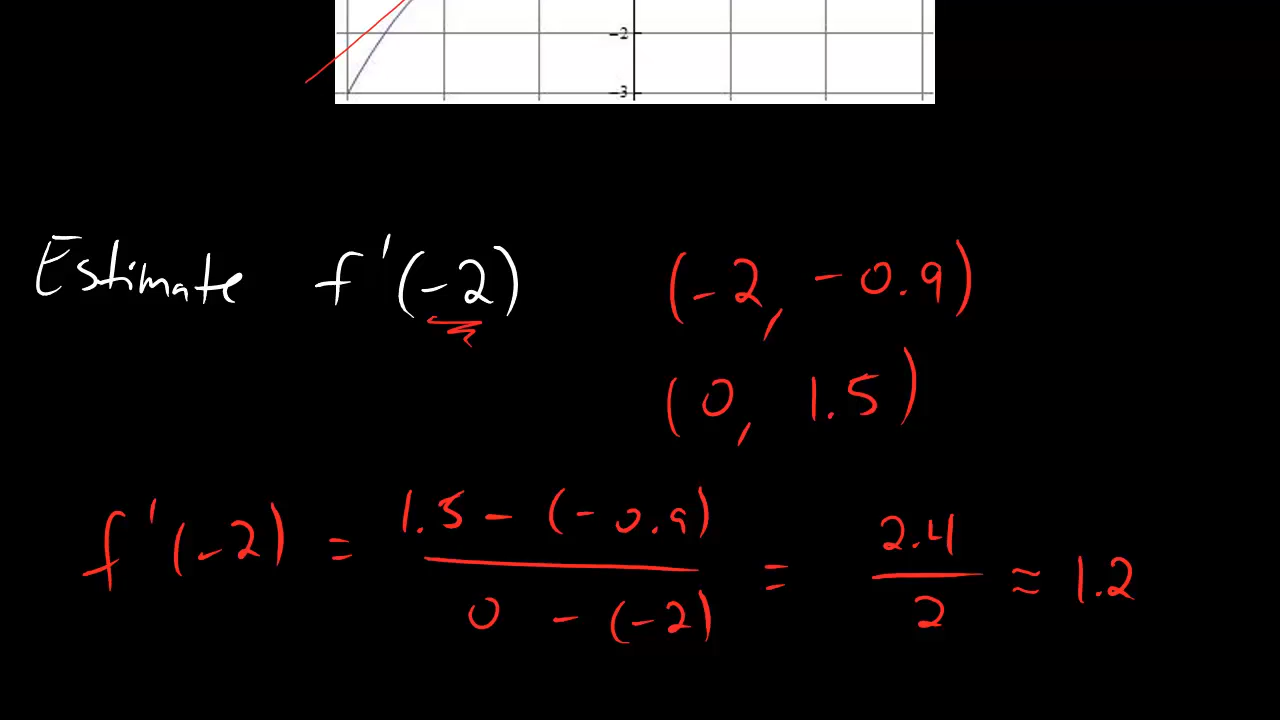 -2
-3
Estimate f'(-2) (-2, -0.9)
(0, 1.5)
f'(-2) = 1.5 - (-0.9) / 0 - (-2) = 2.4 / 2 ≈ 1.2